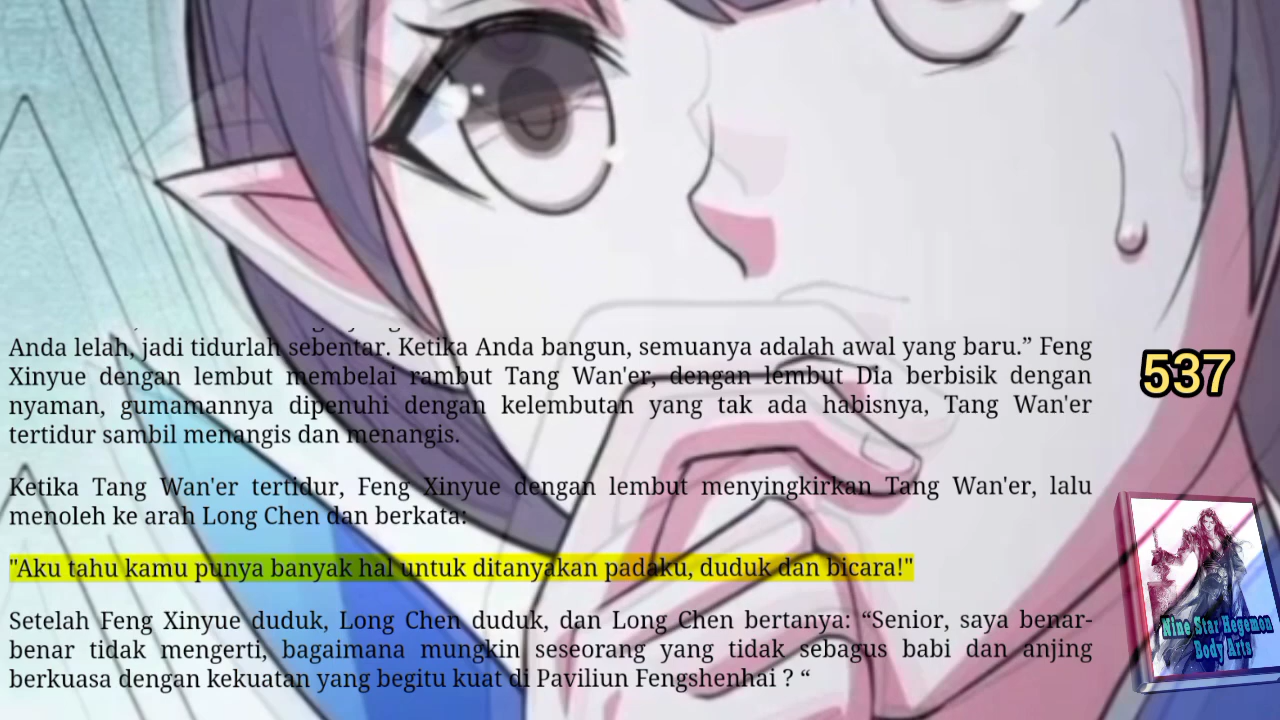 Anda lelah, jadi tidurlah sebentar. Ketika Anda bangun, semuanya adalah awal yang baru.” Feng
Xinyue dengan lembut membelai rambut Tang Wan'er, dengan lembut Dia berbisik dengan
nyaman, gumamannya dipenuhi dengan kelembutan yang tak ada habisnya, Tang Wan'er
tertidur sambil menangis dan menangis.
Ketika Tang Wan'er tertidur, Feng Xinyue dengan lembut menyingkirkan Tang Wan'er, lalu
menoleh ke arah Long Chen dan berkata:
"Aku tahu kamu punya banyak hal untuk ditanyakan padaku, duduk dan bicara!"
Setelah Feng Xinyue duduk, Long Chen duduk, dan Long Chen bertanya: “Senior, saya benar-
benar tidak mengerti, bagaimana mungkin seseorang yang tidak sebagus babi dan anjing
berkuasa dengan kekuatan yang begitu kuat di Paviliun Fengshenhai ? “
537
Nine Star Hegemon
Body Arts